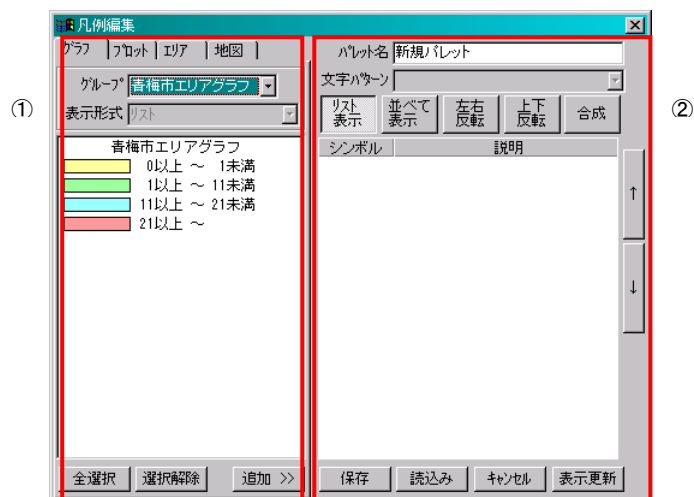 凡例編集
グラフ プロット エリア 地図
グループ 青梅市エリアグラフ
表示形式 リスト
青梅市エリアグラフ
0以上 ~ 1未満
1以上 ~ 11未満
11以上 ~ 21未満
21以上 ~
全選択 選択解除 追加 >>
①
パレット名 新規パレット
文字パターン
リスト表示 並べて表示 左右反転 上下反転 合成
シンボル 説明
↑
↓
保存 読込み キャンセル 表示更新
②